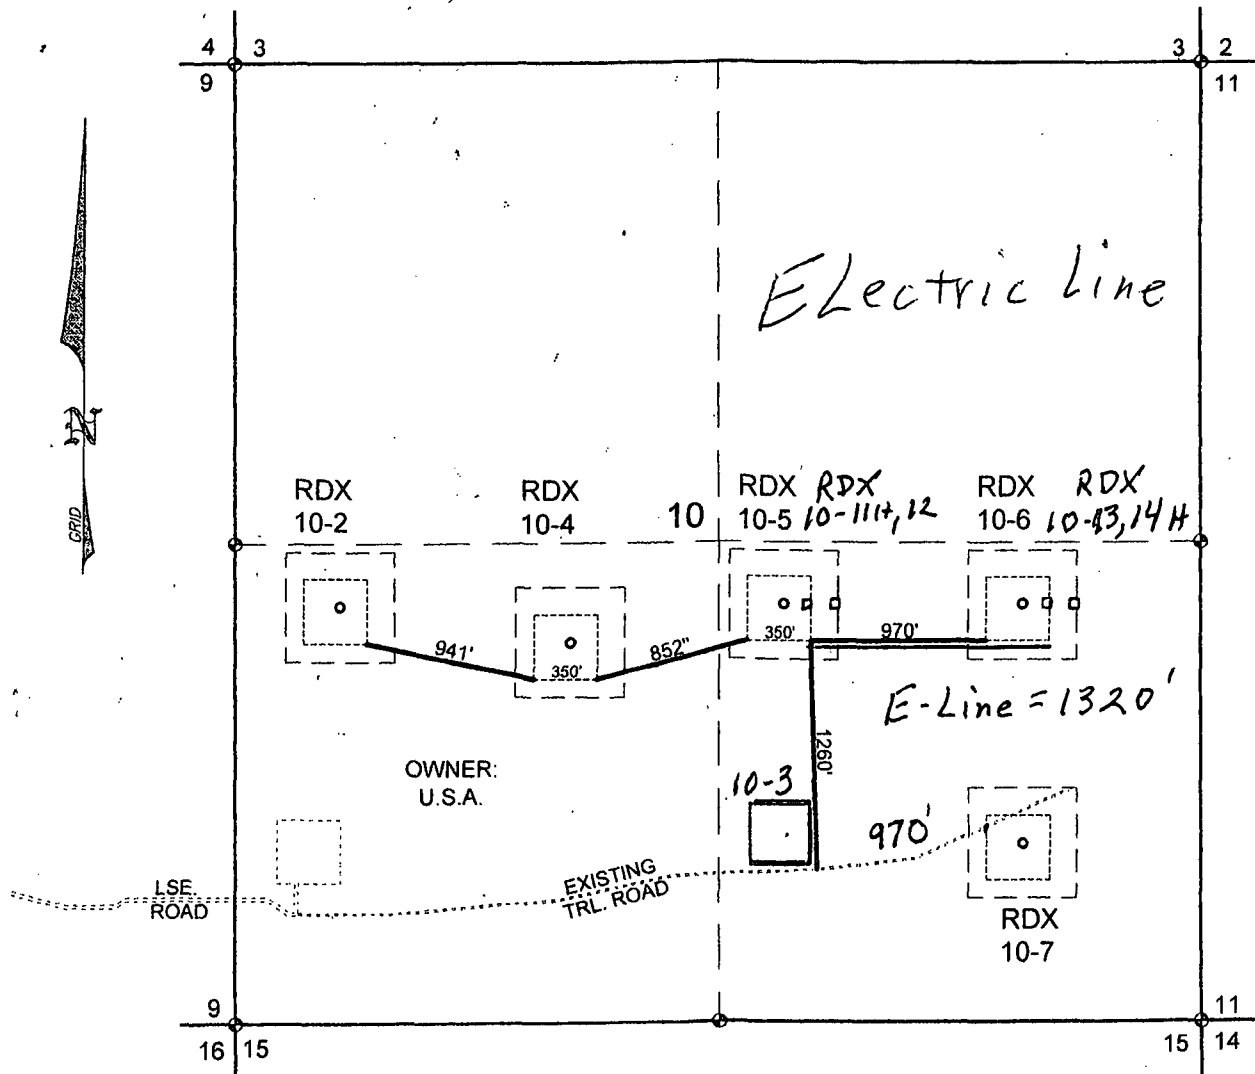 4 3
3 2
9
11
ELectric Line
N
GRID
RDX
10-2
RDX
10-4
10
RDX RDX
10-5 10-11H, 12
RDX RDX
10-6 10-13, 14H
941'
350'
852"
350'
970'
E-Line = 1320'
1260'
OWNER:
U.S.A.
10-3
970'
EXISTING
TRL. ROAD
LSE.
ROAD
RDX
10-7
9
11
16 15
15 14